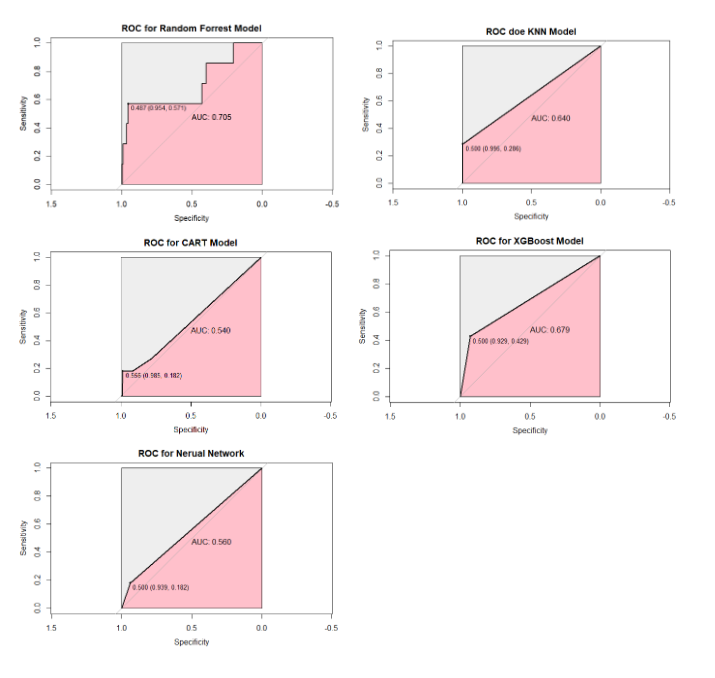 ROC for Random Forrest Model
Sensitivity
1.0
0.8
0.6
0.4
0.2
0.0
0.487 (0.954, 0.571)
AUC: 0.705
1.5 1.0 0.5 0.0 -0.5
Specificity
ROC doe KNN Model
Sensitivity
1.0
0.8
0.6
0.4
0.2
0.0
AUC: 0.640
0.500 (0.996, 0.286)
1.5 1.0 0.5 0.0 -0.5
Specificity
ROC for CART Model
Sensitivity
1.0
0.8
0.6
0.4
0.2
0.0
AUC: 0.540
(0.985, 0.182)
1.5 1.0 0.5 0.0 -0.5
Specificity
ROC for XGBoost Model
Sensitivity
1.0
0.8
0.6
0.4
0.2
0.0
AUC: 0.679
0.500 (0.929, 0.429)
1.5 1.0 0.5 0.0 -0.5
Specificity
ROC for Nerual Network
Sensitivity
1.0
0.8
0.6
0.4
0.2
0.0
AUC: 0.560
0.500 (0.939, 0.182)
1.5 1.0 0.5 0.0 -0.5
Specificity